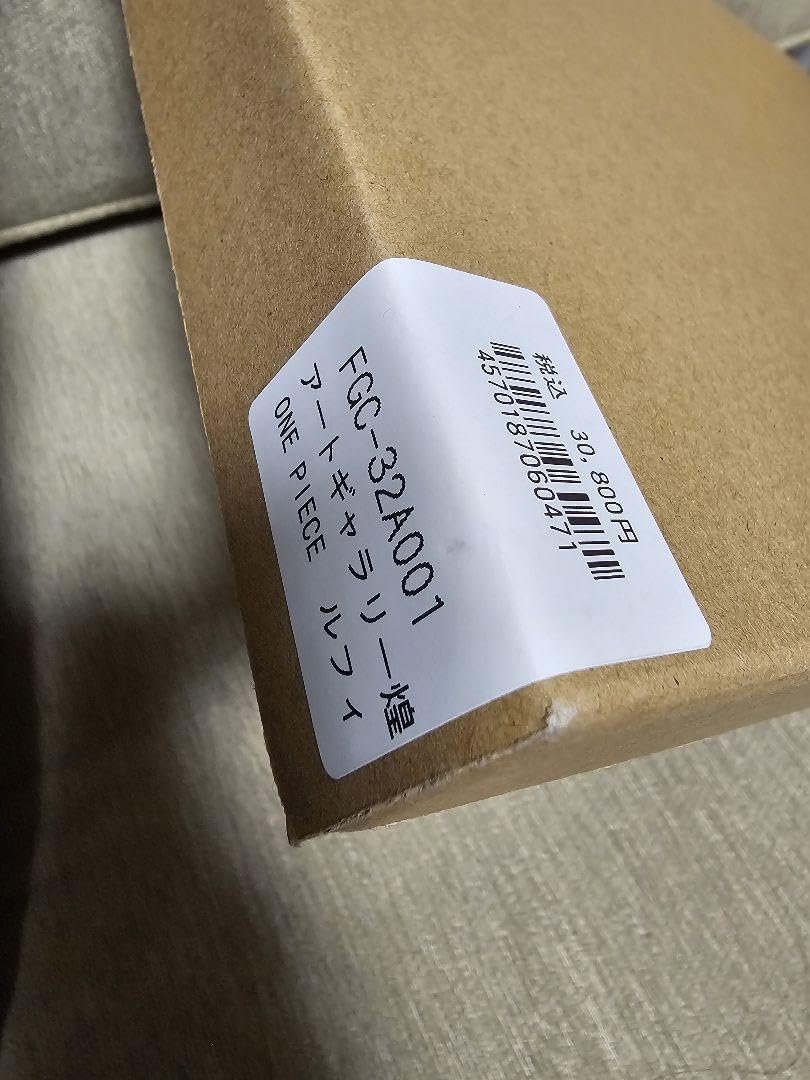 FGC-32A001
アートギャラリー煌
ONE PIECE ルフィ
税込 30,800円
4570187060471